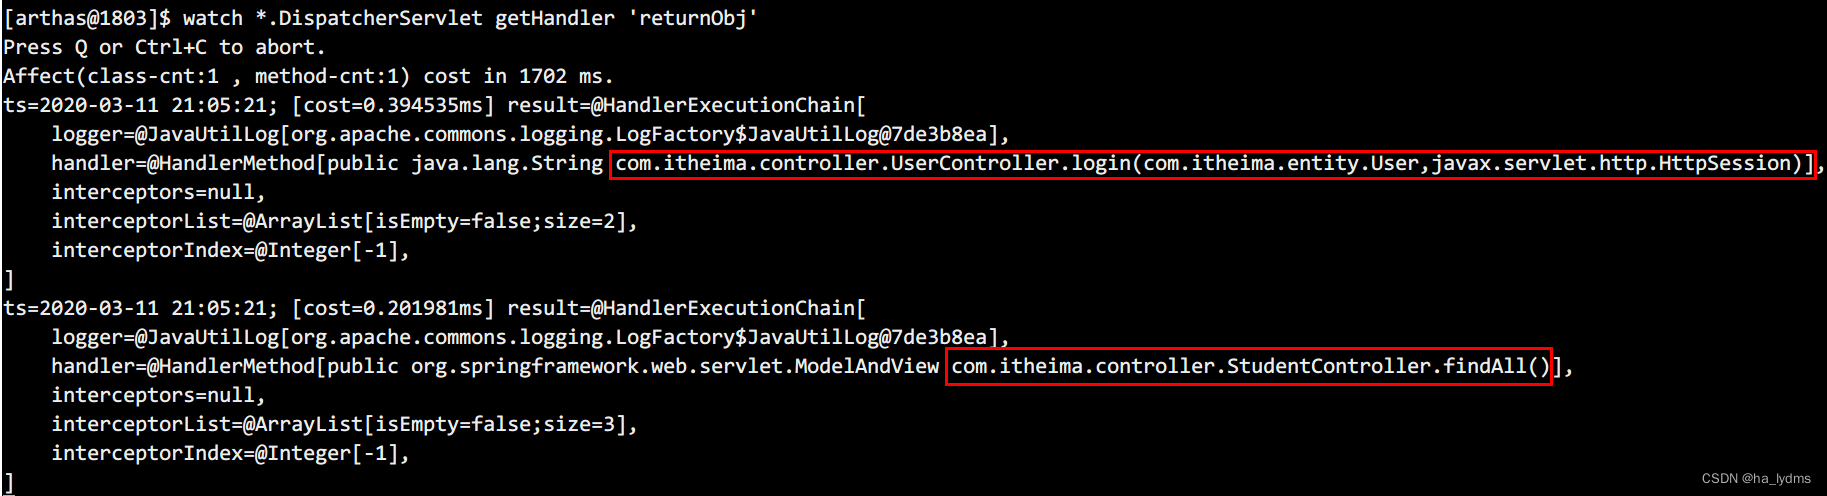 [arthas@1803]$ watch *.DispatcherServlet getHandler 'returnObj'
Press Q or Ctrl+C to abort.
Affect(class-cnt:1 , method-cnt:1) cost in 1702 ms.
ts=2020-03-11 21:05:21; [cost=0.394535ms] result=@HandlerExecutionChain[
    logger=@JavaUtilLog[org.apache.commons.logging.LogFactory$JavaUtilLog@7de3b8ea],
    handler=@HandlerMethod[public java.lang.String com.itheima.controller.UserController.login(com.itheima.entity.User,javax.servlet.http.HttpSession)],
    interceptors=null,
    interceptorList=@ArrayList[isEmpty=false;size=2],
    interceptorIndex=@Integer[-1],
]
ts=2020-03-11 21:05:21; [cost=0.201981ms] result=@HandlerExecutionChain[
    logger=@JavaUtilLog[org.apache.commons.logging.LogFactory$JavaUtilLog@7de3b8ea],
    handler=@HandlerMethod[public org.springframework.web.servlet.ModelAndView com.itheima.controller.StudentController.findAll()],
    interceptors=null,
    interceptorList=@ArrayList[isEmpty=false;size=3],
    interceptorIndex=@Integer[-1],
]
CSDN @ha_lydms